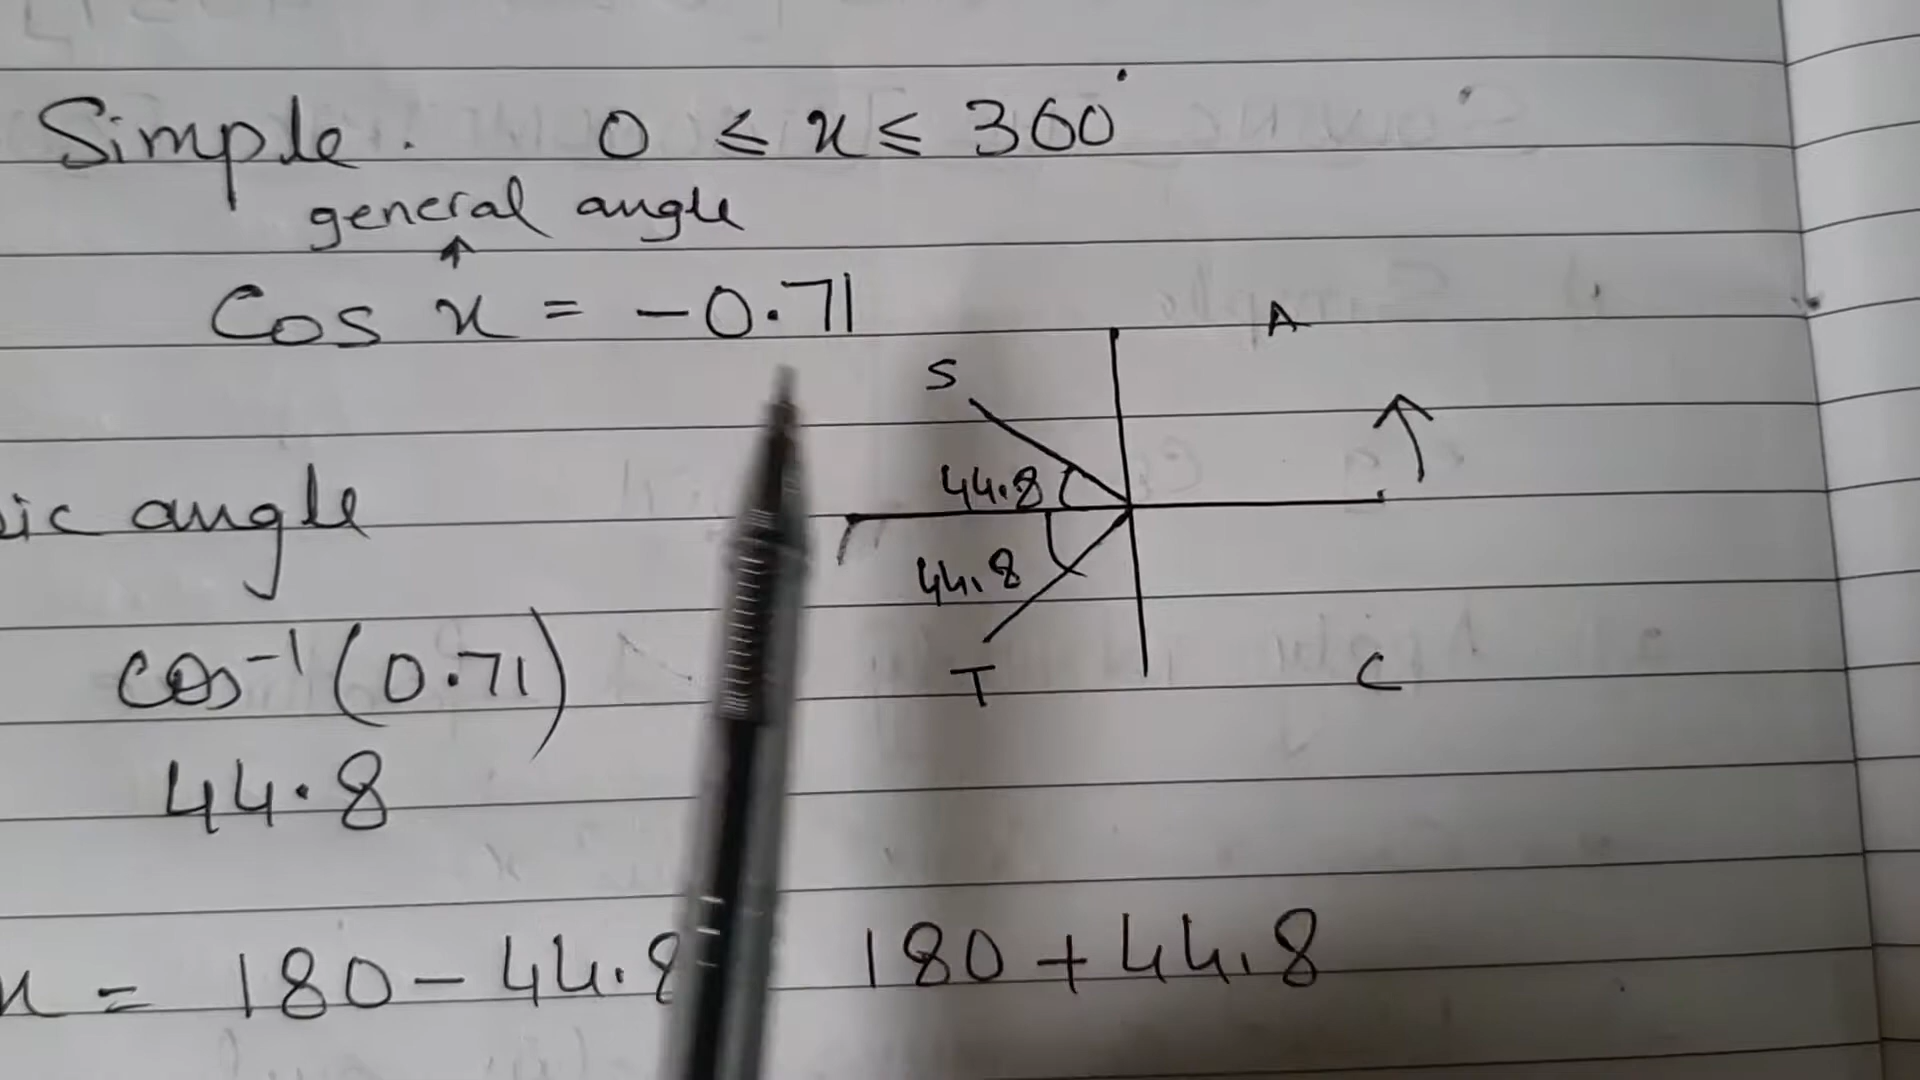 Simple. 0 ≤ x ≤ 360°
general angle
Cos x = -0.71
A
S
44.8
angle
44.8
cos⁻¹(0.71)
T
C
44.8
x = 180 - 44.8 180 + 44.8